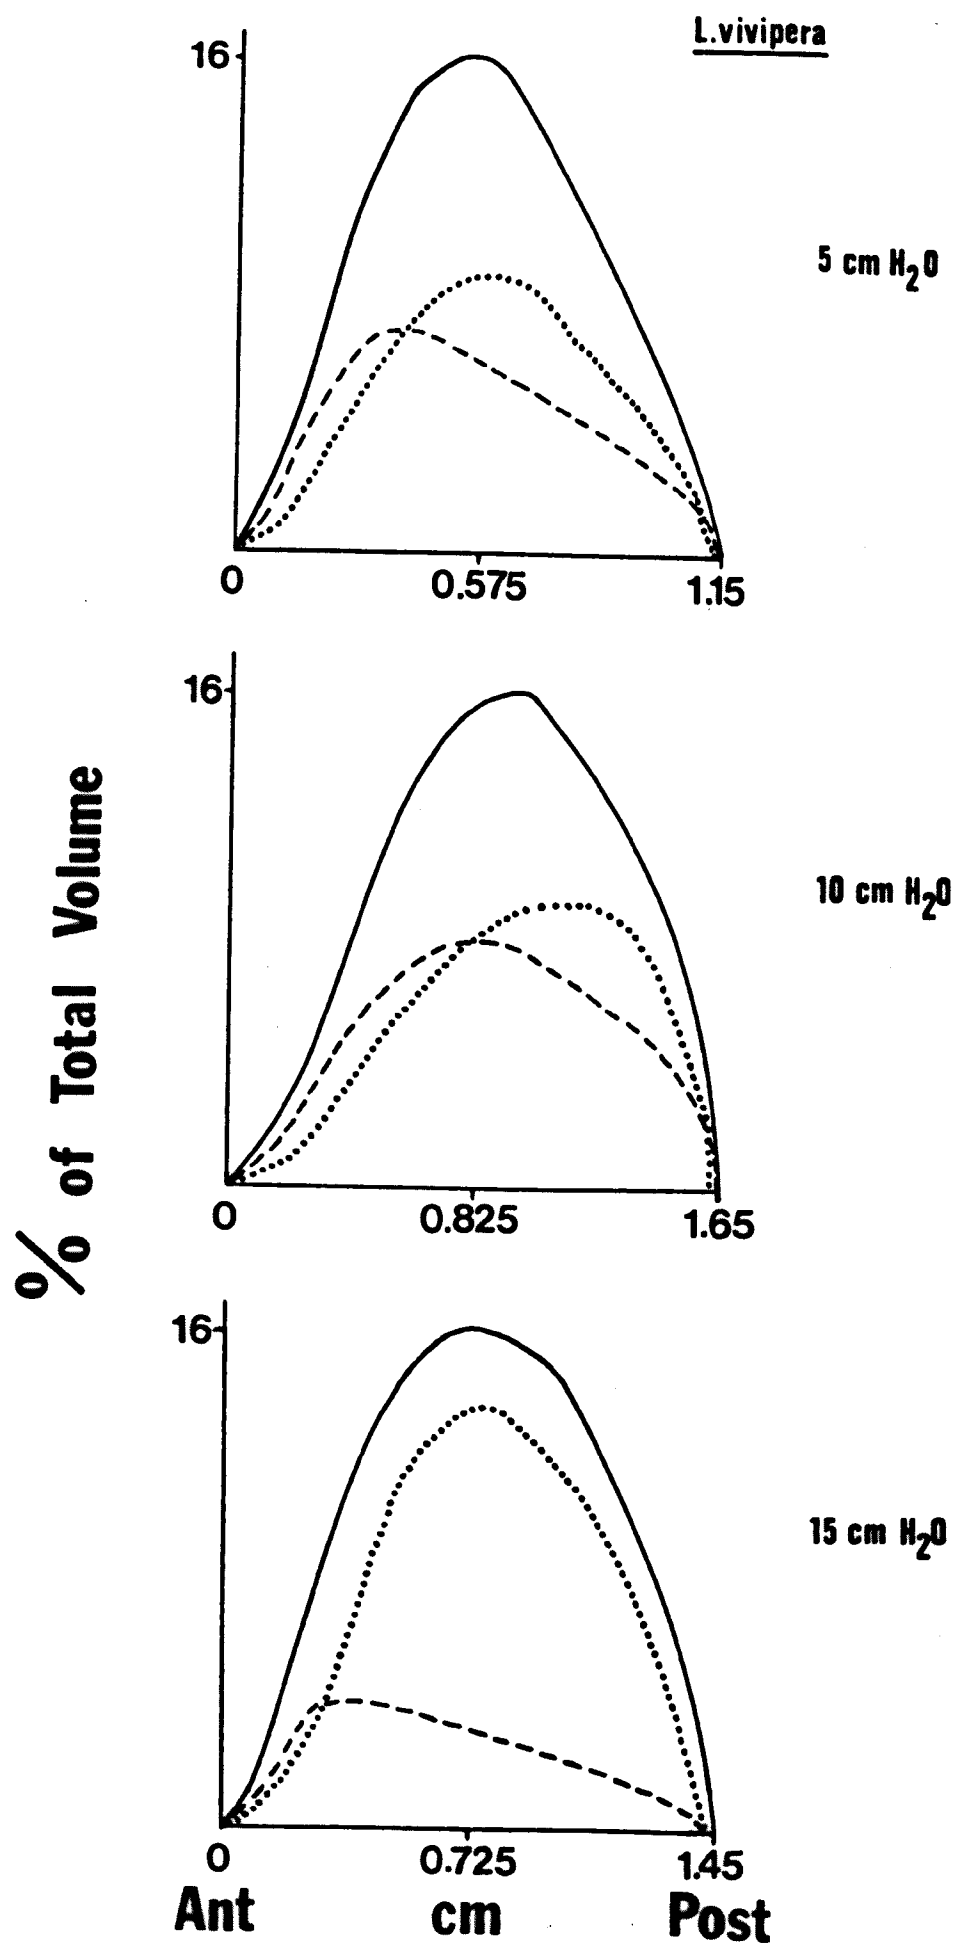 L.vivipera
16
5 cm H2O
0 0.575 1.15
16
10 cm H2O
0 0.825 1.65
% of Total Volume
16
15 cm H2O
0 0.725 1.45
Ant cm Post